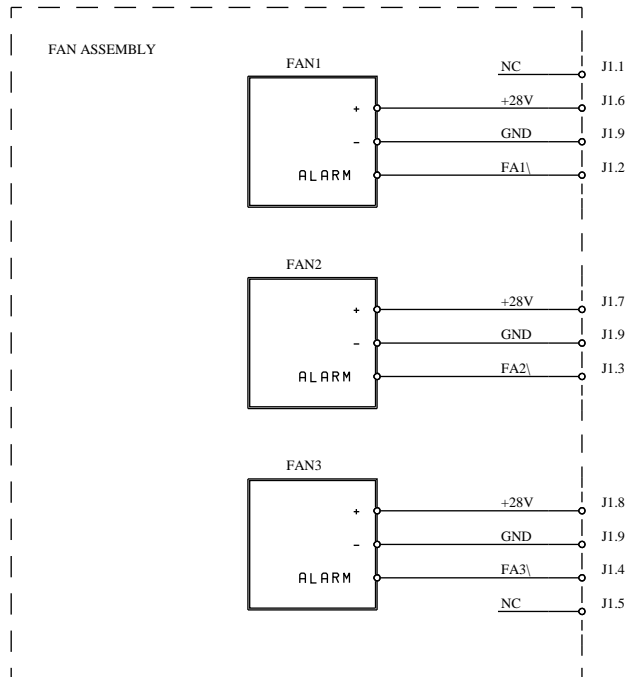 FAN ASSEMBLY
FAN1
NC J1.1
+ +28V J1.6
- GND J1.9
ALARM FA1\ J1.2
FAN2
+ +28V J1.7
- GND J1.9
ALARM FA2\ J1.3
FAN3
+ +28V J1.8
- GND J1.9
ALARM FA3\ J1.4
NC J1.5